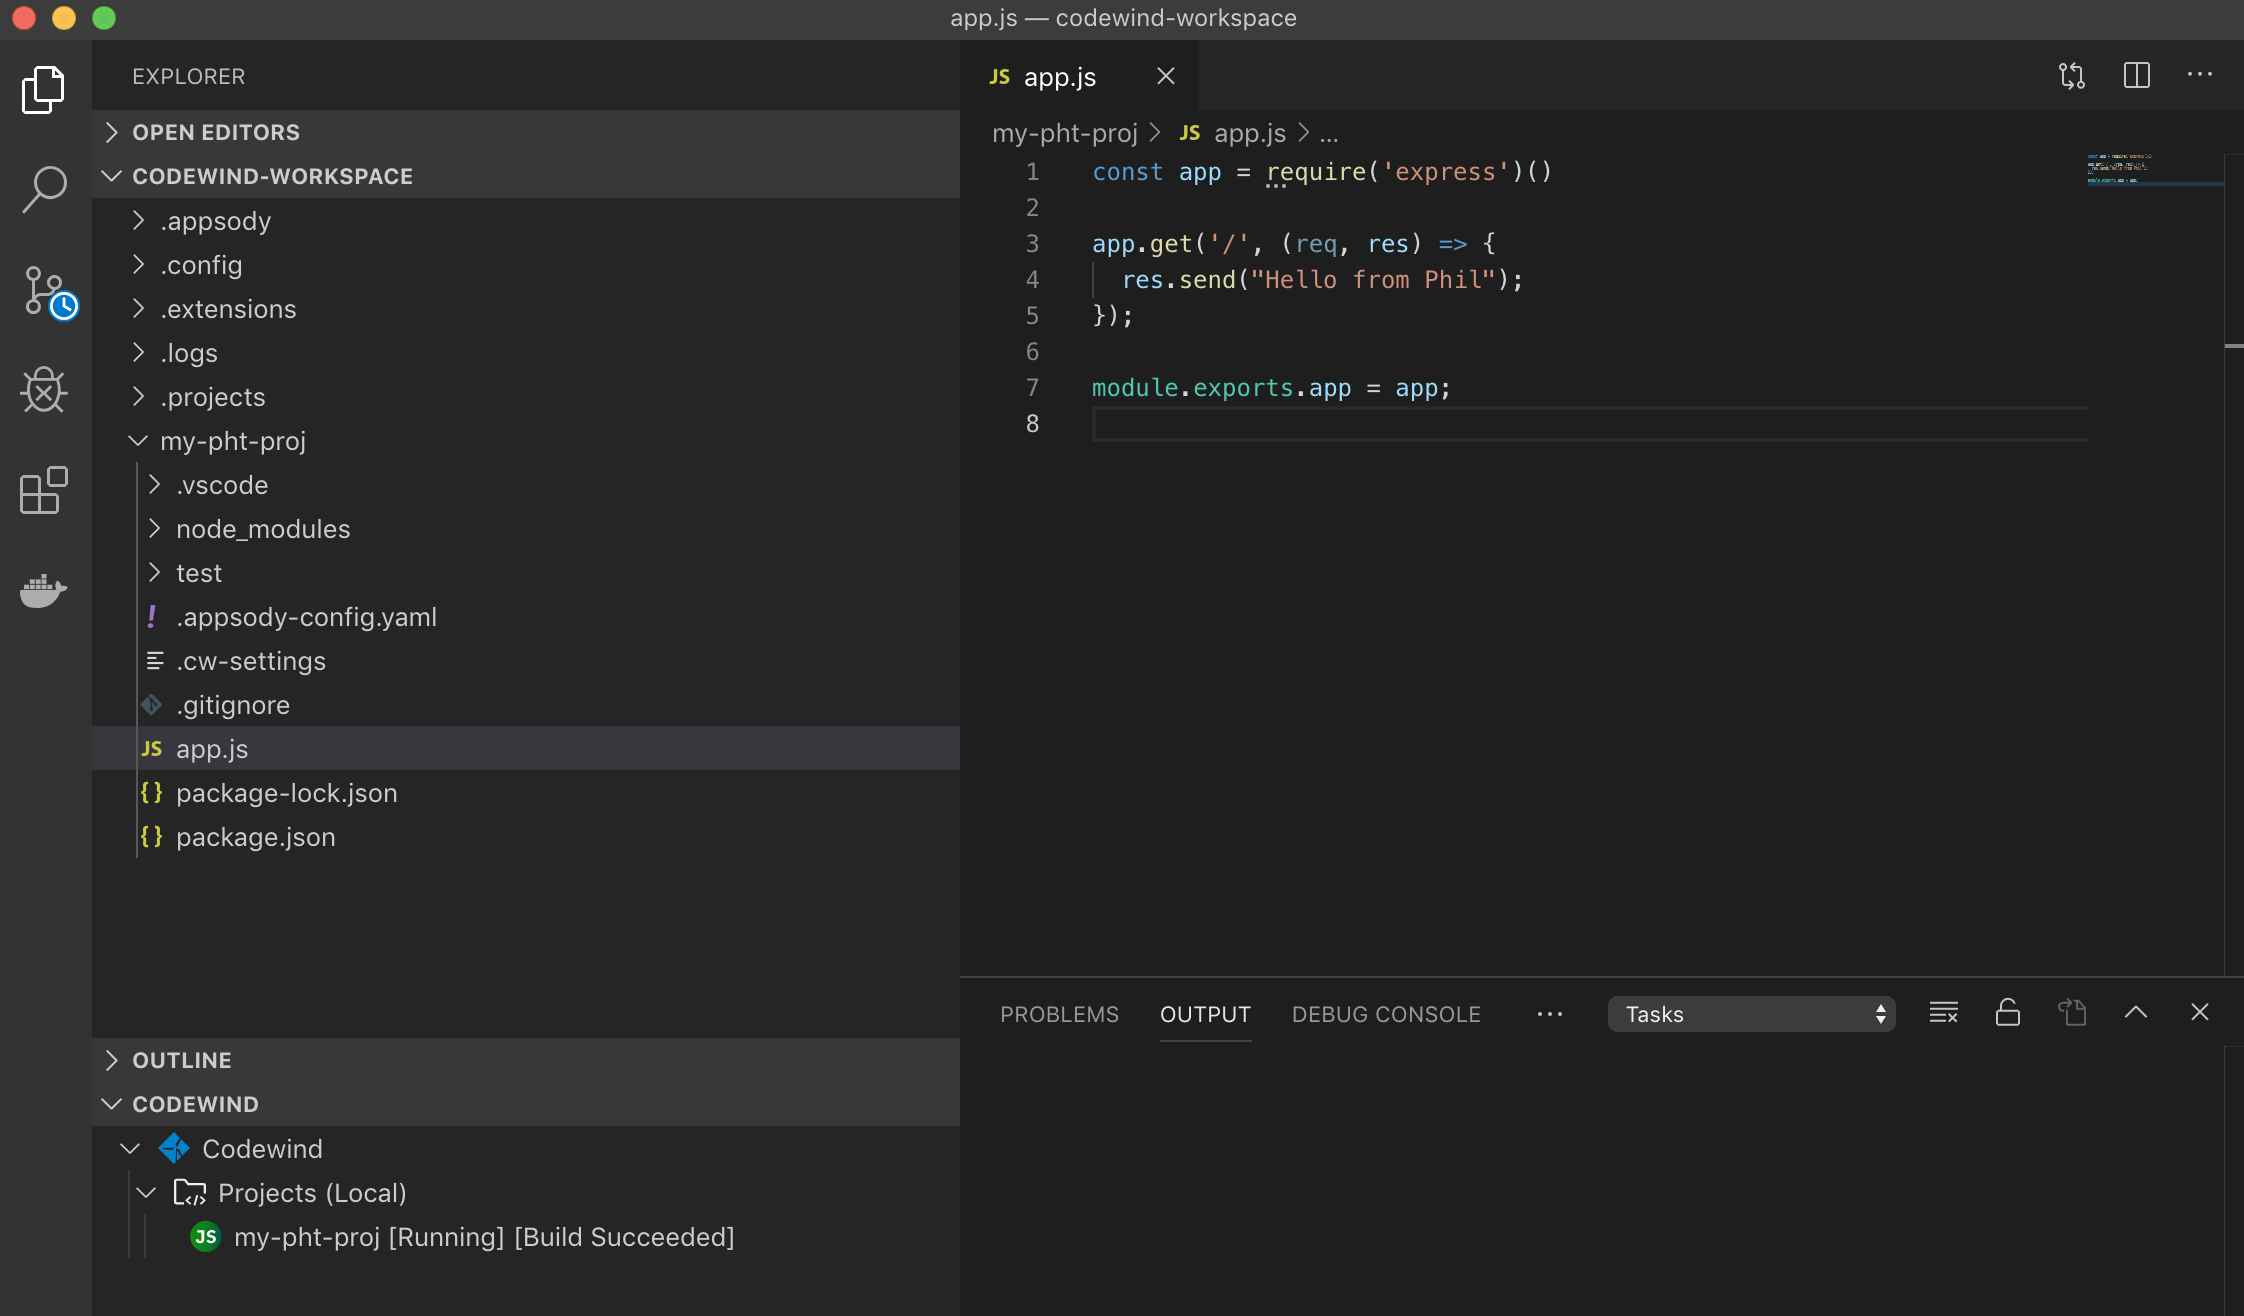 app.js — codewind-workspace
EXPLORER
OPEN EDITORS
CODEWIND-WORKSPACE
.appsody
.config
.extensions
.logs
.projects
my-pht-proj
.vscode
node_modules
test
.appsody-config.yaml
.cw-settings
.gitignore
JS app.js
{} package-lock.json
{} package.json
OUTLINE
CODEWIND
Codewind
Projects (Local)
JS my-pht-proj [Running] [Build Succeeded]
JS app.js
my-pht-proj > JS app.js > ...
1 const app = require('express')()
2
3 app.get('/', (req, res) => {
4 res.send("Hello from Phil");
5 });
6
7 module.exports.app = app;
8
PROBLEMS OUTPUT DEBUG CONSOLE ... Tasks